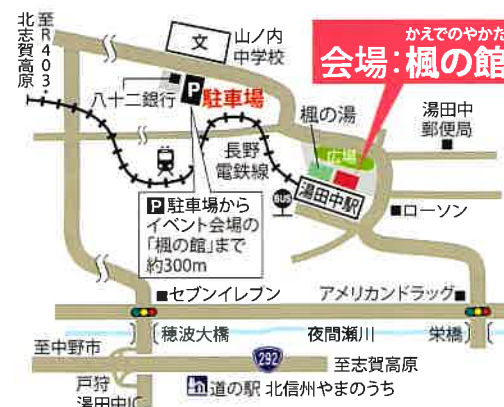 至R403・
北志賀高原
文
山ノ内
中学校
かえでのやかた
会場:楓の館
八十二銀行
P
駐車場
楓の湯
湯田中
郵便局
広場
長野
電鉄線
湯田中駅
BUS
P駐車場から
イベント会場の
「楓の館」まで
約300m
■ローソン
■セブンイレブン
アメリカンドラッグ■
穂波大橋
夜間瀬川
栄橋
至中野市
292
至志賀高原
戸狩
湯田中IC
道の駅 北信州やまのうち